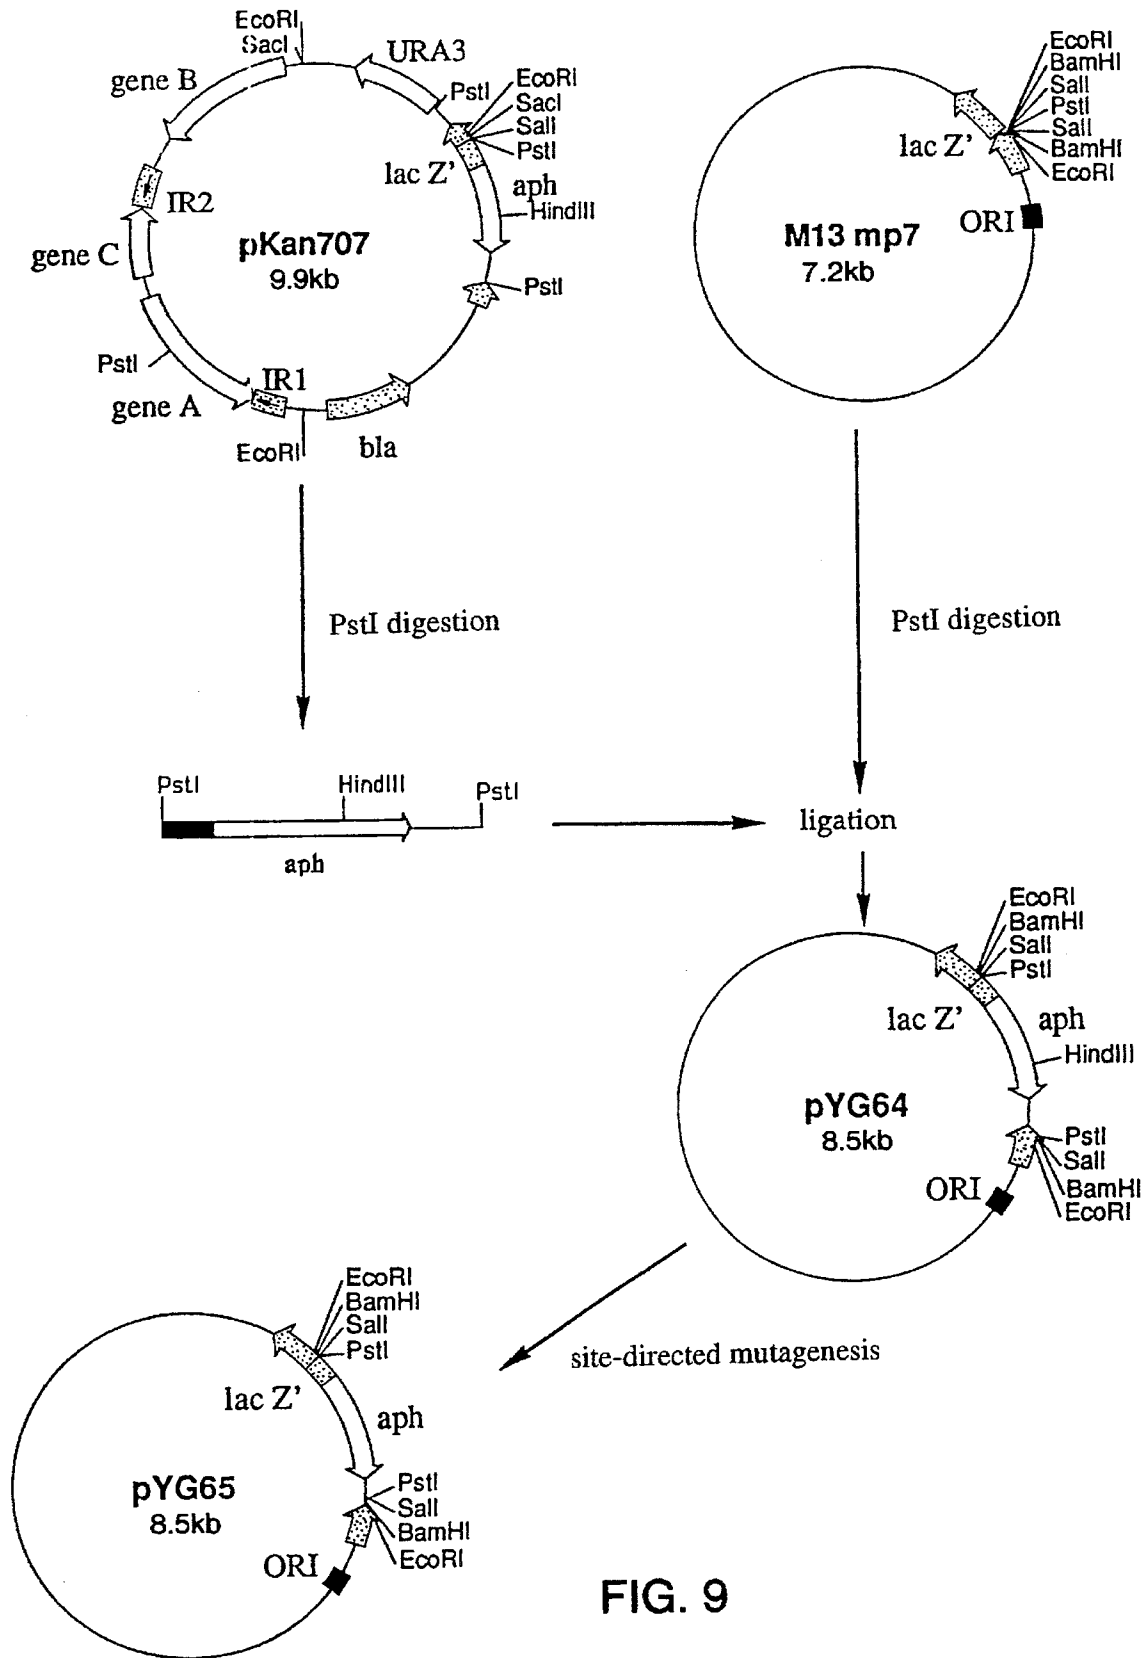 EcoRI
SacI
gene B
URA3
PstI
EcoRI
SacI
SalI
PstI
lac Z'
aph
HindIII
IR2
gene C
pKan707
9.9kb
PstI
PstI
gene A
IR1
EcoRI
bla
EcoRI
BamHI
SalI
PstI
SalI
BamHI
EcoRI
lac Z'
ORI
M13 mp7
7.2kb
PstI digestion
PstI digestion
PstI
HindIII
PstI
aph
ligation
EcoRI
BamHI
SalI
PstI
lac Z'
aph
HindIII
pYG64
8.5kb
PstI
SalI
BamHI
EcoRI
ORI
site-directed mutagenesis
EcoRI
BamHI
SalI
PstI
lac Z'
aph
pYG65
8.5kb
PstI
SalI
BamHI
EcoRI
ORI
FIG. 9